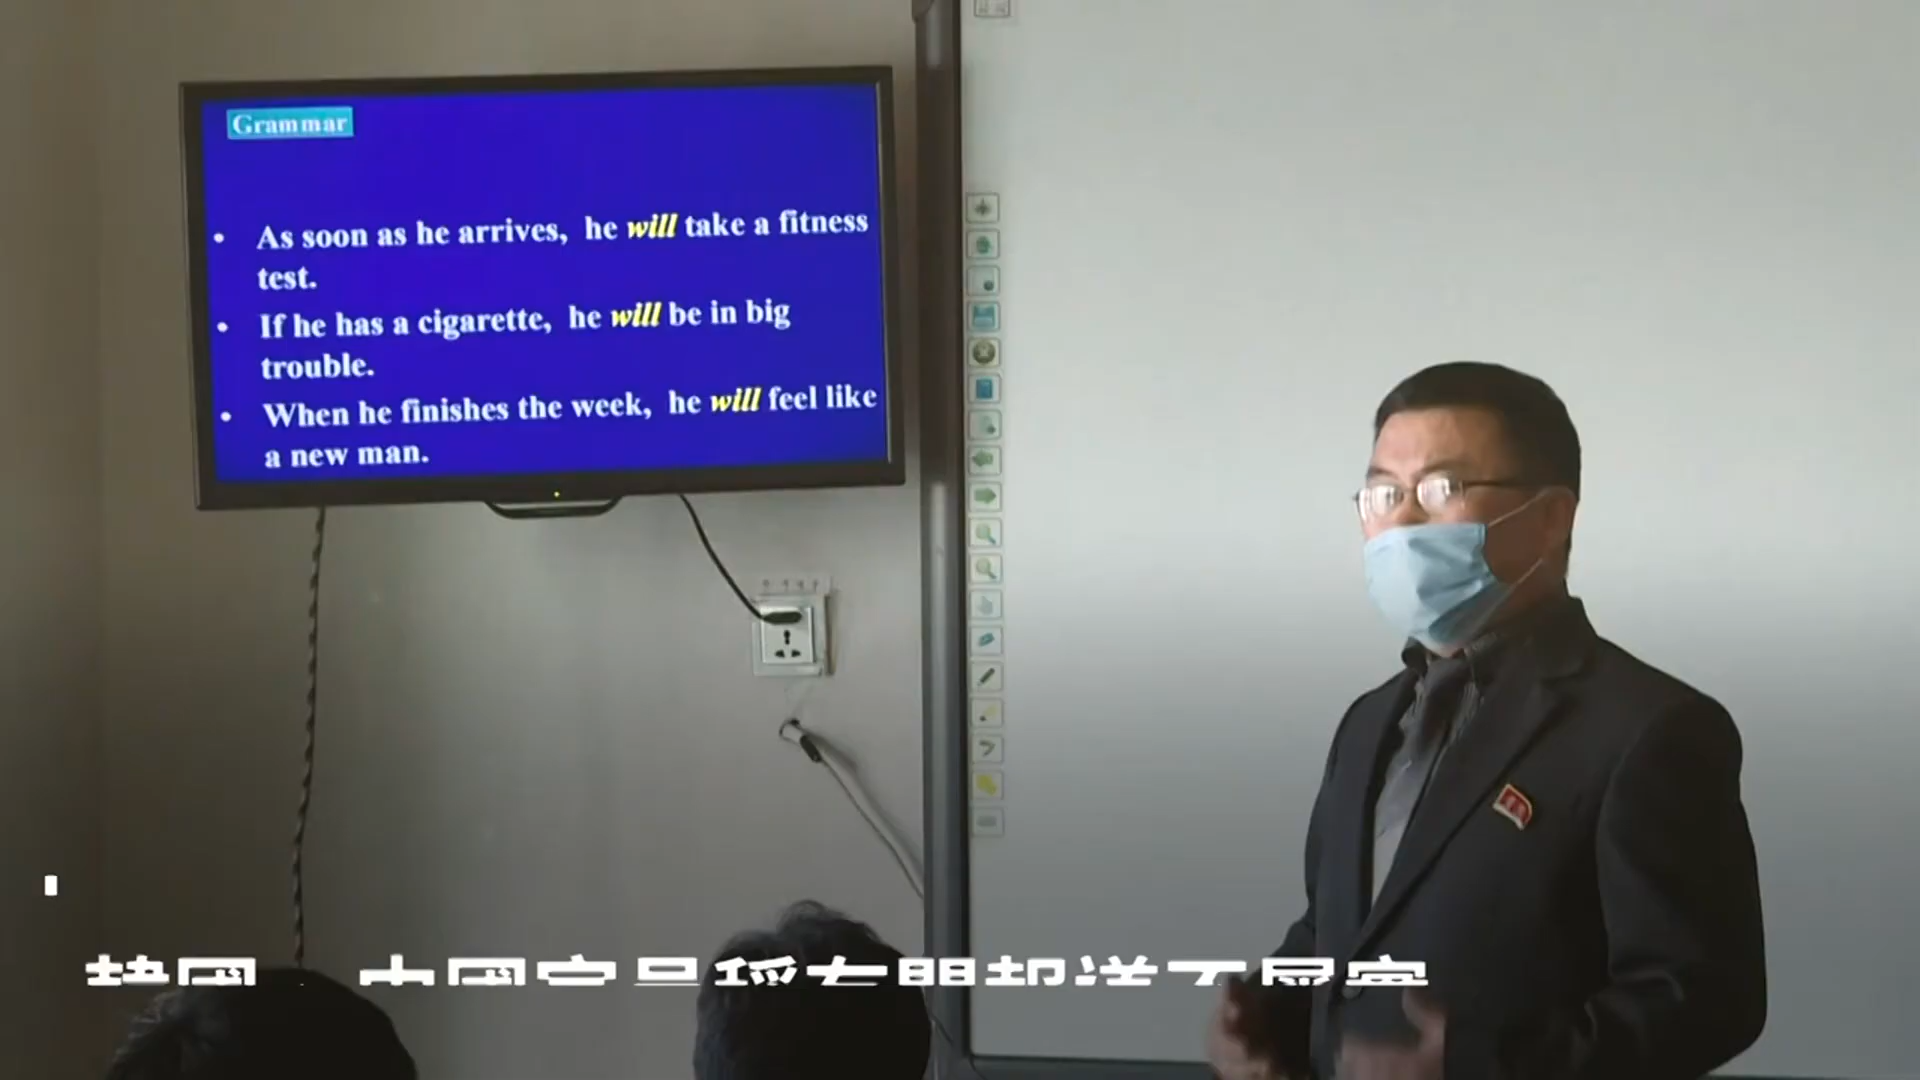 Grammar
• As soon as he arrives, he will take a fitness
test.
• If he has a cigarette, he will be in big
trouble.
• When he finishes the week, he will feel like
a new man.